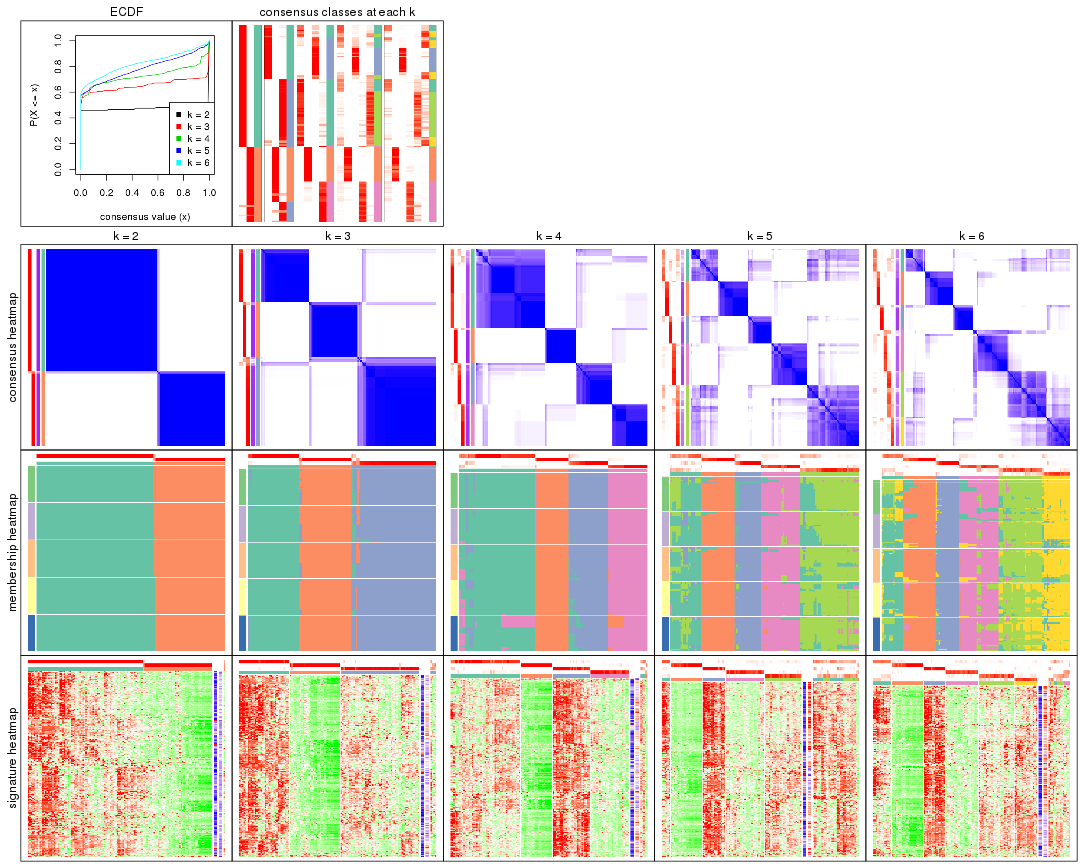 ECDF
consensus classes at each k
P(X <= x)
0.0 0.2 0.4 0.6 0.8 1.0
k = 2
k = 3
k = 4
k = 5
k = 6
0.0 0.2 0.4 0.6 0.8 1.0
consensus value (x)
k = 2 k = 3 k = 4 k = 5 k = 6
consensus heatmap
membership heatmap
signature heatmap